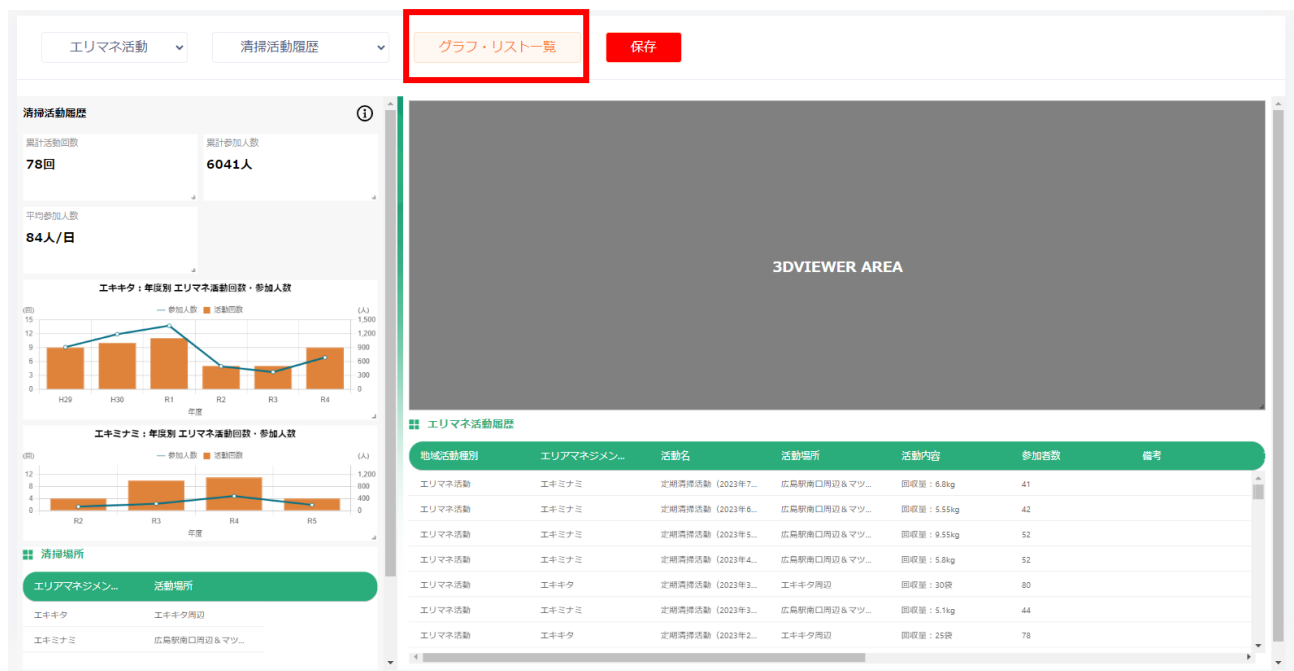 エリマネ活動
清掃活動履歴
グラフ・リスト一覧
保存
清掃活動履歴
累計活動回数
78回
累計参加人数
6041人
平均参加人数
84人/日
エキキタ：年度別 エリマネ活動回数・参加人数
参加人数 活動回数
(回) (人)
15 1,500
12 1,200
9 900
6 600
3 300
0 0
H29 H30 R1 R2 R3 R4
年度
エキミナミ：年度別 エリマネ活動回数・参加人数
参加人数 活動回数
(回) (人)
12 1,200
8 800
4 400
0 0
R2 R3 R4 R5
年度
清掃場所
エリアマネジメン... 活動場所
エキキタ エキキタ周辺
エキミナミ 広島駅南口周辺＆マツ...
3DVIEWER AREA
エリマネ活動履歴
地域活動種別 エリアマネジメン... 活動名 活動場所 活動内容 参加者数 備考
エリマネ活動 エキミナミ 定期清掃活動（2023年7... 広島駅南口周辺＆マツ... 回収量：6.8kg 41
エリマネ活動 エキミナミ 定期清掃活動（2023年6... 広島駅南口周辺＆マツ... 回収量：5.55kg 42
エリマネ活動 エキミナミ 定期清掃活動（2023年5... 広島駅南口周辺＆マツ... 回収量：9.55kg 52
エリマネ活動 エキミナミ 定期清掃活動（2023年4... 広島駅南口周辺＆マツ... 回収量：5.8kg 52
エリマネ活動 エキキタ 定期清掃活動（2023年3... エキキタ周辺 回収量：30袋 80
エリマネ活動 エキミナミ 定期清掃活動（2023年3... 広島駅南口周辺＆マツ... 回収量：5.1kg 44
エリマネ活動 エキキタ 定期清掃活動（2023年2... エキキタ周辺 回収量：25袋 78